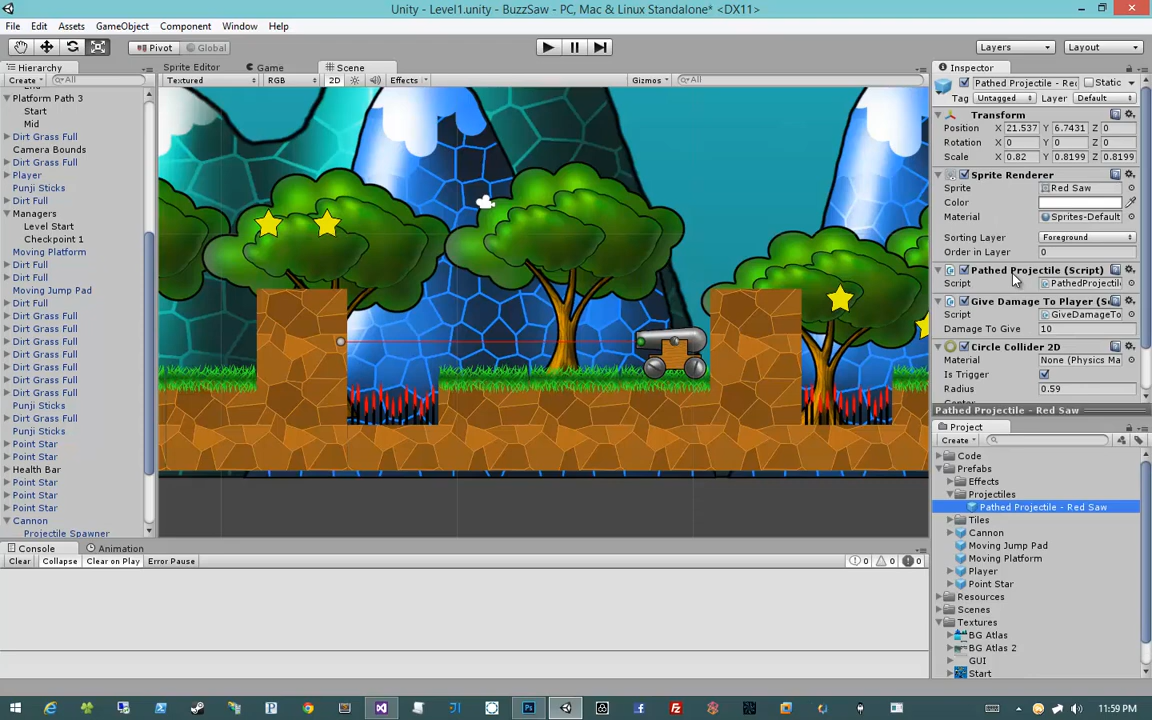 Unity - Level1.unity - BuzzSaw - PC, Mac & Linux Standalone* <DX11>
File Edit Assets GameObject Component Window Help
Pivot Global Layers Layout
Hierarchy
Create All
End
Platform Path 3
Start
Mid
Dirt Grass Full
Camera Bounds
Dirt Grass Full
Player
Punji Sticks
Dirt Full
Managers
Level Start
Checkpoint 1
Moving Platform
Dirt Full
Dirt Full
Moving Jump Pad
Dirt Full
Dirt Grass Full
Dirt Grass Full
Dirt Grass Full
Dirt Grass Full
Dirt Grass Full
Dirt Grass Full
Dirt Grass Full
Punji Sticks
Dirt Grass Full
Punji Sticks
Point Star
Point Star
Health Bar
Point Star
Point Star
Point Star
Cannon
Projectile Spawner
Sprite Editor Game Scene
Textured RGB 2D Effects Gizmos All
Console Animation
Clear Collapse Clear on Play Error Pause 0 0 0
Inspector
Pathed Projectile - Red Static
Tag Untagged Layer Default
Transform
Position X 21.537 Y 6.7431 Z 0
Rotation X 0 Y 0 Z 0
Scale X 0.82 Y 0.8199 Z 0.8199
Sprite Renderer
Sprite Red Saw
Color
Material Sprites-Default
Sorting Layer Foreground
Order in Layer 0
Pathed Projectile (Script)
Script PathedProjectil
Give Damage To Player (Sc
Script GiveDamageTo
Damage To Give 10
Circle Collider 2D
Material None (Physics Ma
Is Trigger
Radius 0.59
Center
Pathed Projectile - Red Saw
Project
Create
Code
Prefabs
Effects
Projectiles
Pathed Projectile - Red Saw
Tiles
Cannon
Moving Jump Pad
Moving Platform
Player
Point Star
Resources
Scenes
Textures
BG Atlas
BG Atlas 2
GUI
Start
11:59 PM